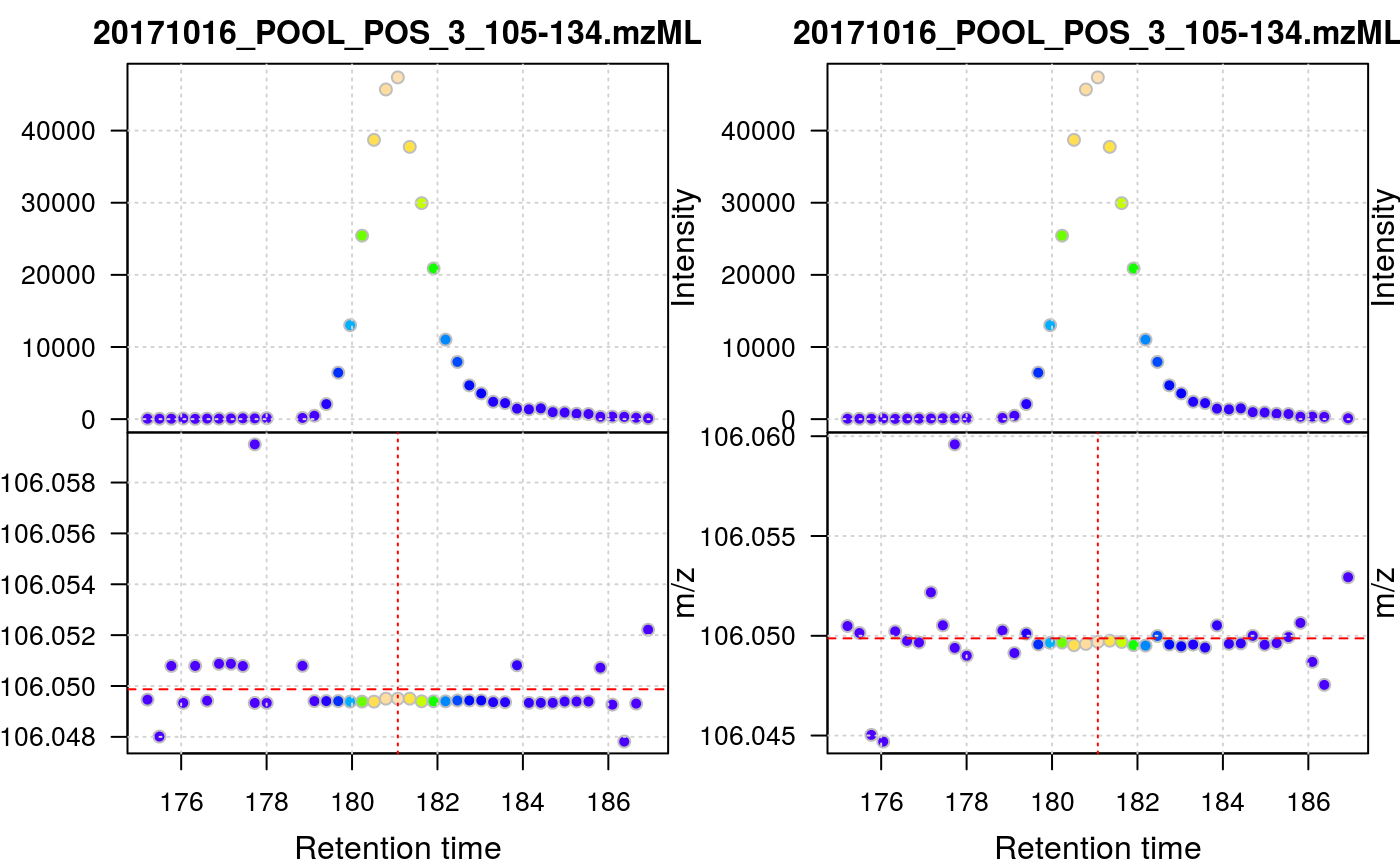 20171016_POOL_POS_3_105-134.mzML
40000
30000
20000
10000
0
Intensity
106.058
106.056
106.054
106.052
106.050
106.048
m/z
176 178 180 182 184 186
Retention time
20171016_POOL_POS_3_105-134.mzML
40000
30000
20000
10000
0
Intensity
106.060
106.055
106.050
106.045
m/z
176 178 180 182 184 186
Retention time